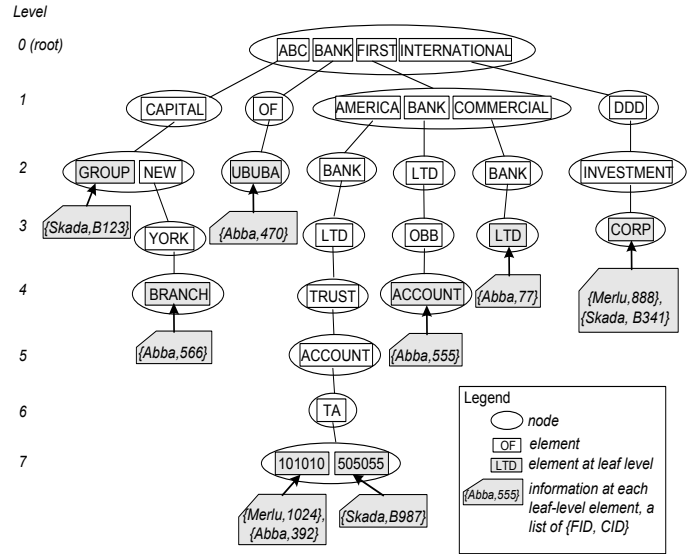 Level
0 (root)
ABC BANK FIRST INTERNATIONAL
1
CAPITAL OF AMERICA BANK COMMERCIAL DDD
2
GROUP NEW UBUBA BANK LTD BANK INVESTMENT
{Skada,B123}
3
YORK {Abba,470} LTD OBB LTD CORP
4
BRANCH TRUST ACCOUNT {Abba,77} {Merlu,888},
{Skada, B341}
{Abba,566} {Abba,555}
5
ACCOUNT
6
TA
7
101010 505055
{Merlu,1024},
{Abba,392}
{Skada,B987}
Legend
node
OF element
LTD element at leaf level
{Abba,555} information at each
leaf-level element, a
list of {FID, CID}